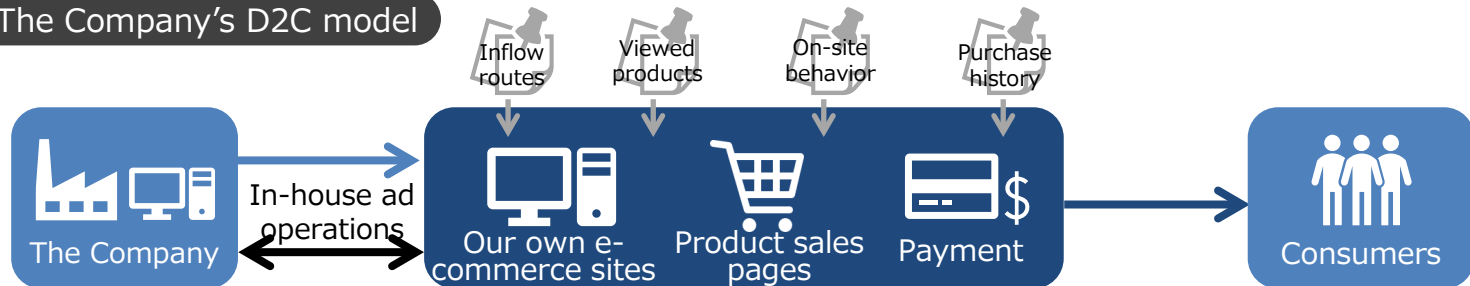 The Company's D2C model
Inflow
routes
Viewed
products
On-site
behavior
Purchase
history
In-house ad
operations
The Company
Our own e-
commerce sites
Product sales
pages
$
Payment
Consumers